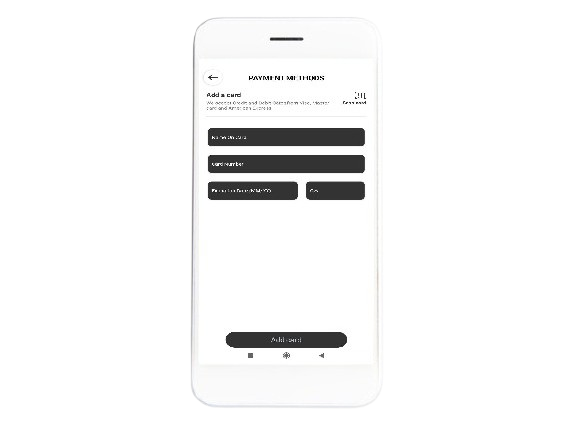 PAYMENT METHODS
Add a card
We accept Credit and Debit Cards from Visa, Master
Card and American Express
Scan card
Name On Card
Card Number
Expiration Date (MM/YY)
Cvv
Add card